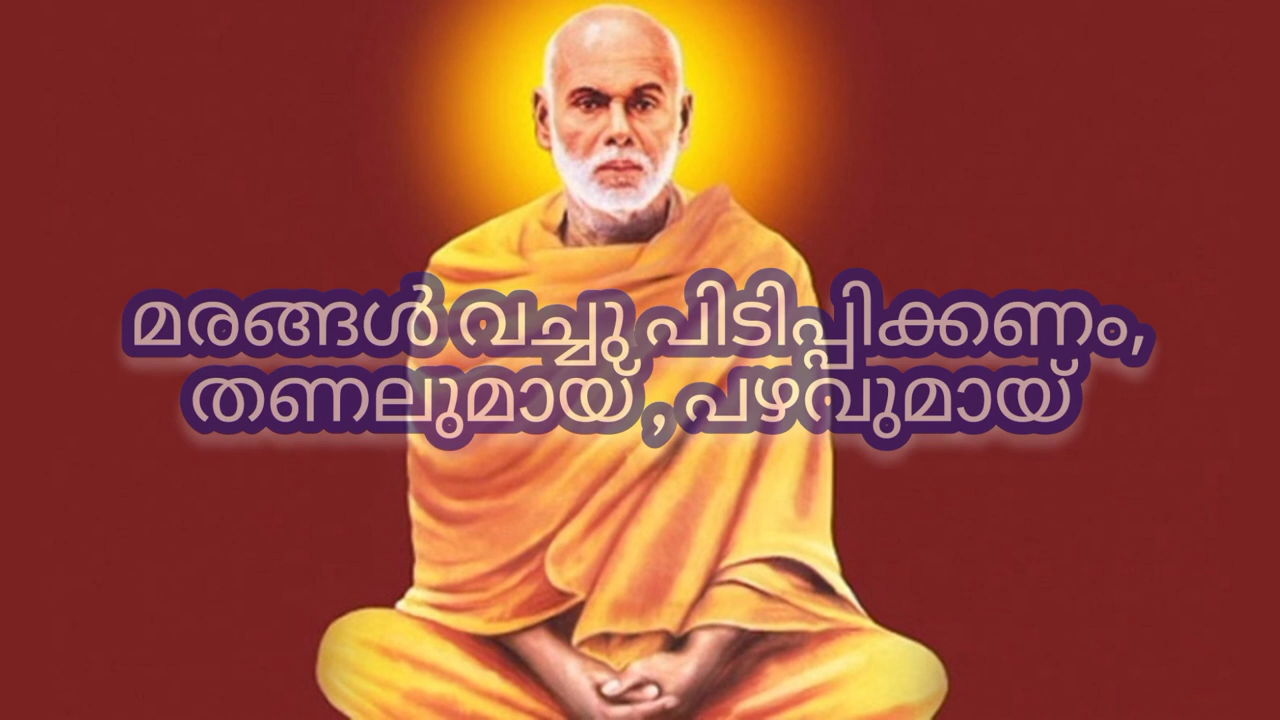 മരങ്ങൾ വച്ചു പിടിപ്പിക്കണം,
തണലുമായ് , പഴവുമായ്